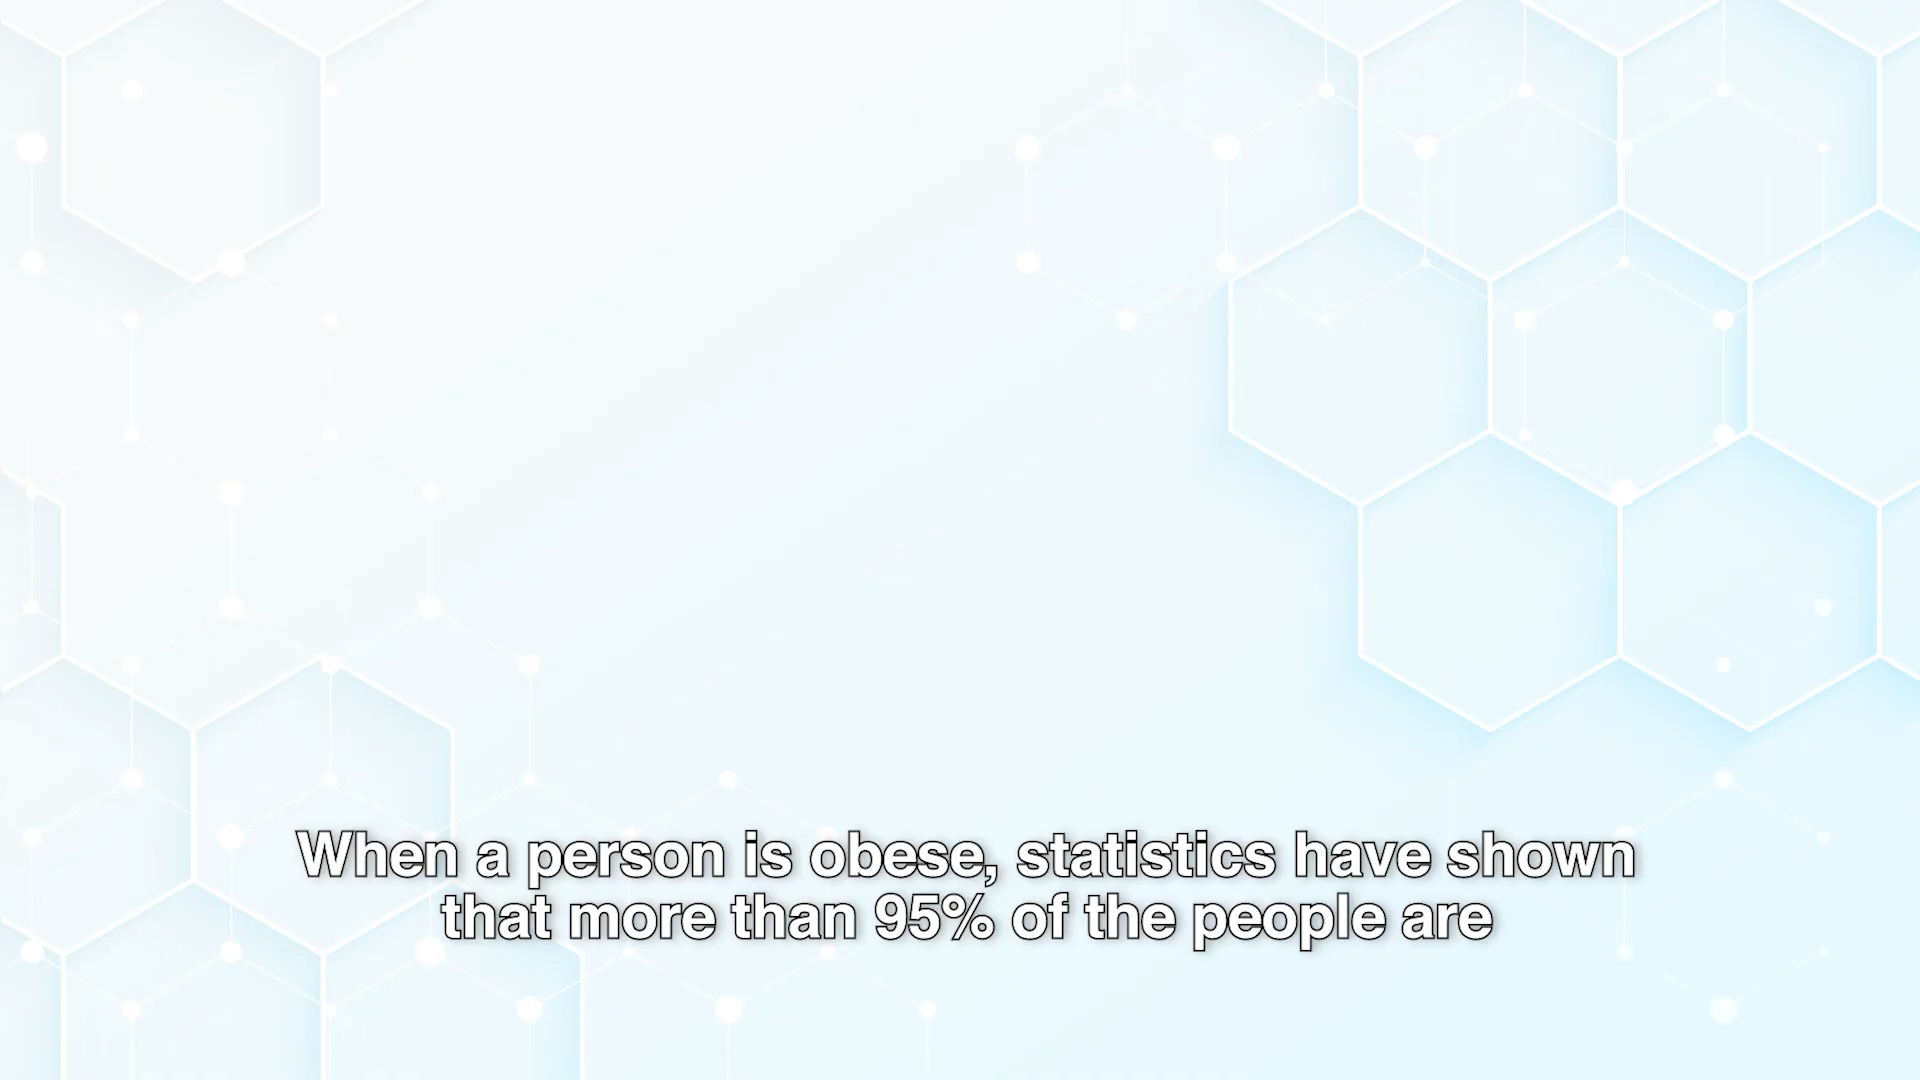 When a person is obese, statistics have shown
that more than 95% of the people are